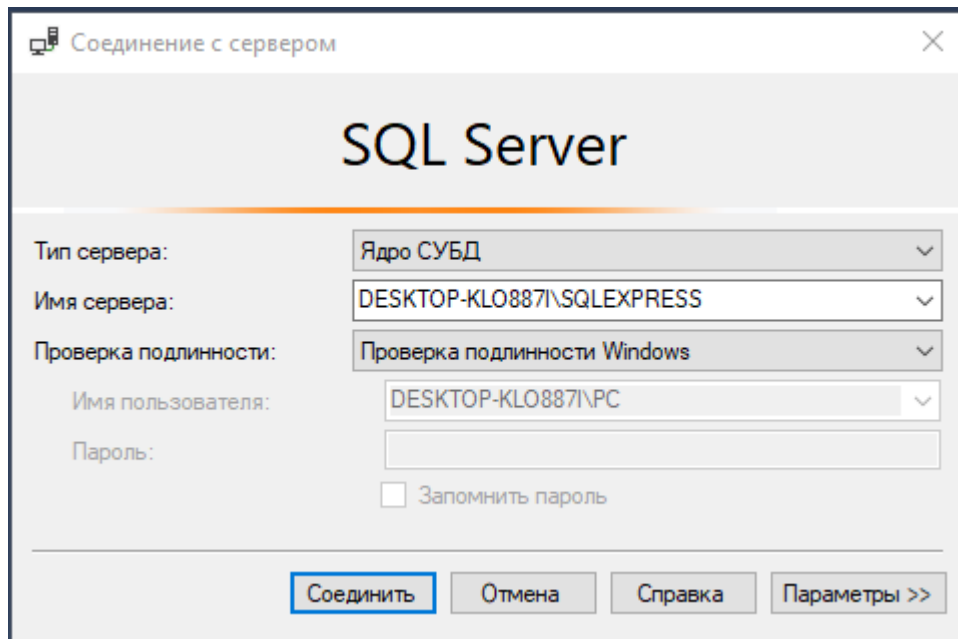 Соединение с сервером
SQL Server
Тип сервера: Ядро СУБД
Имя сервера: DESKTOP-KLO887I\SQLEXPRESS
Проверка подлинности: Проверка подлинности Windows
Имя пользователя: DESKTOP-KLO887I\PC
Пароль:
Запомнить пароль
Соединить Отмена Справка Параметры >>